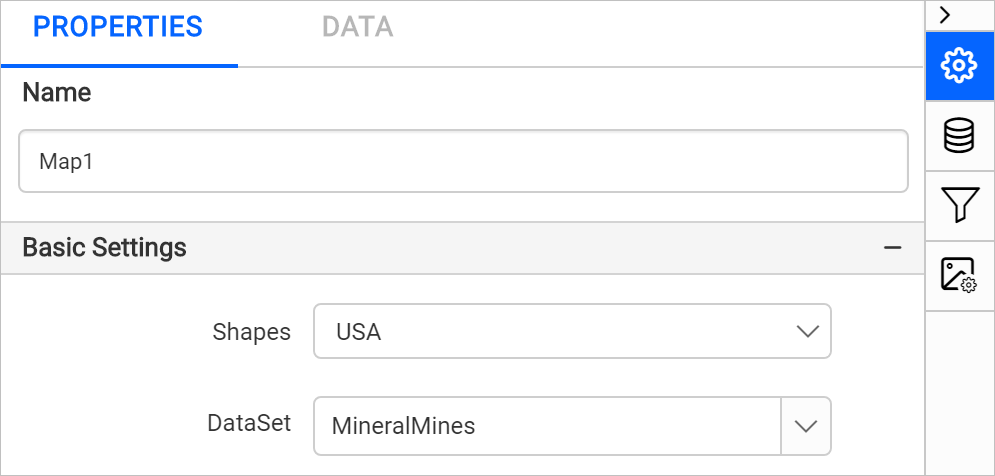 PROPERTIES DATA
Name
Map1
Basic Settings
Shapes USA
DataSet MineralMines